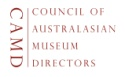 CAMD
COUNCIL OF
AUSTRALASIAN
MUSEUM
DIRECTORS